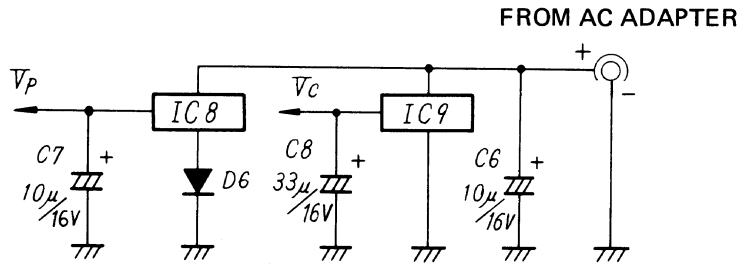 FROM AC ADAPTER
+
-
VP
IC8
VC
IC9
C7
+
10μ/16V
D6
C8
+
33μ/16V
C6
+
10μ/16V